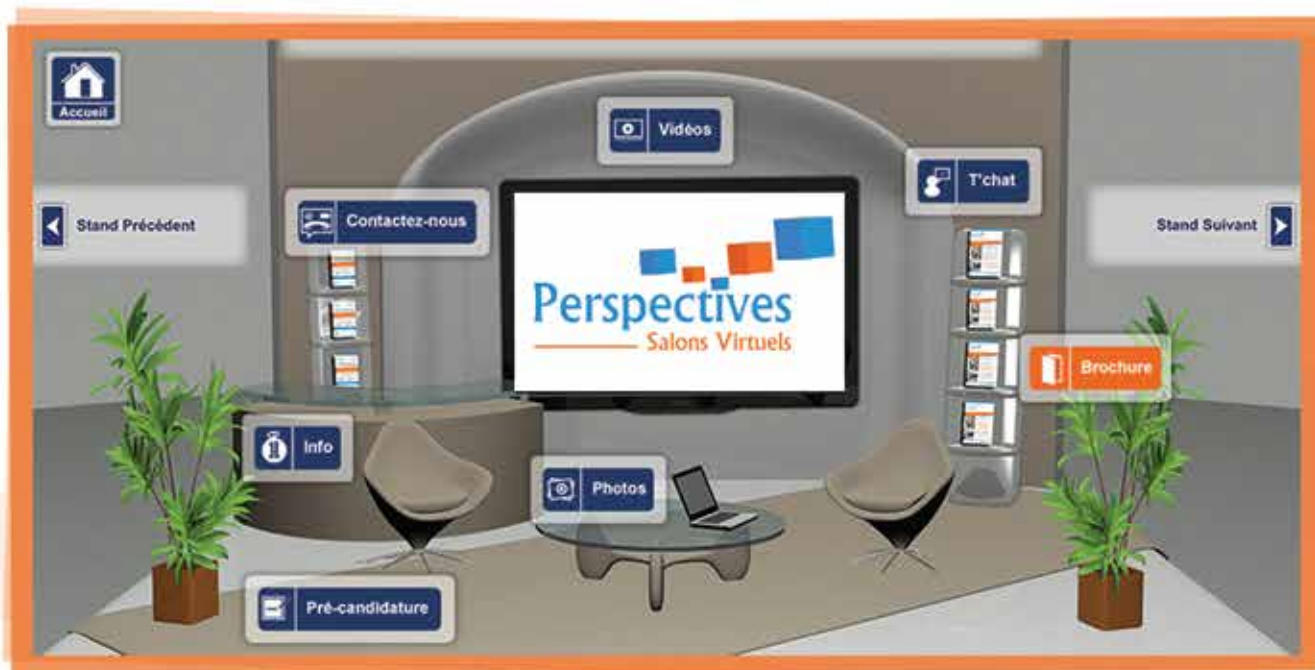 Accueil
Vidéos
T'chat
Contactez-nous
Stand Précédent
Stand Suivant
Perspectives
Salons Virtuels
Brochure
Info
Photos
Pré-candidature